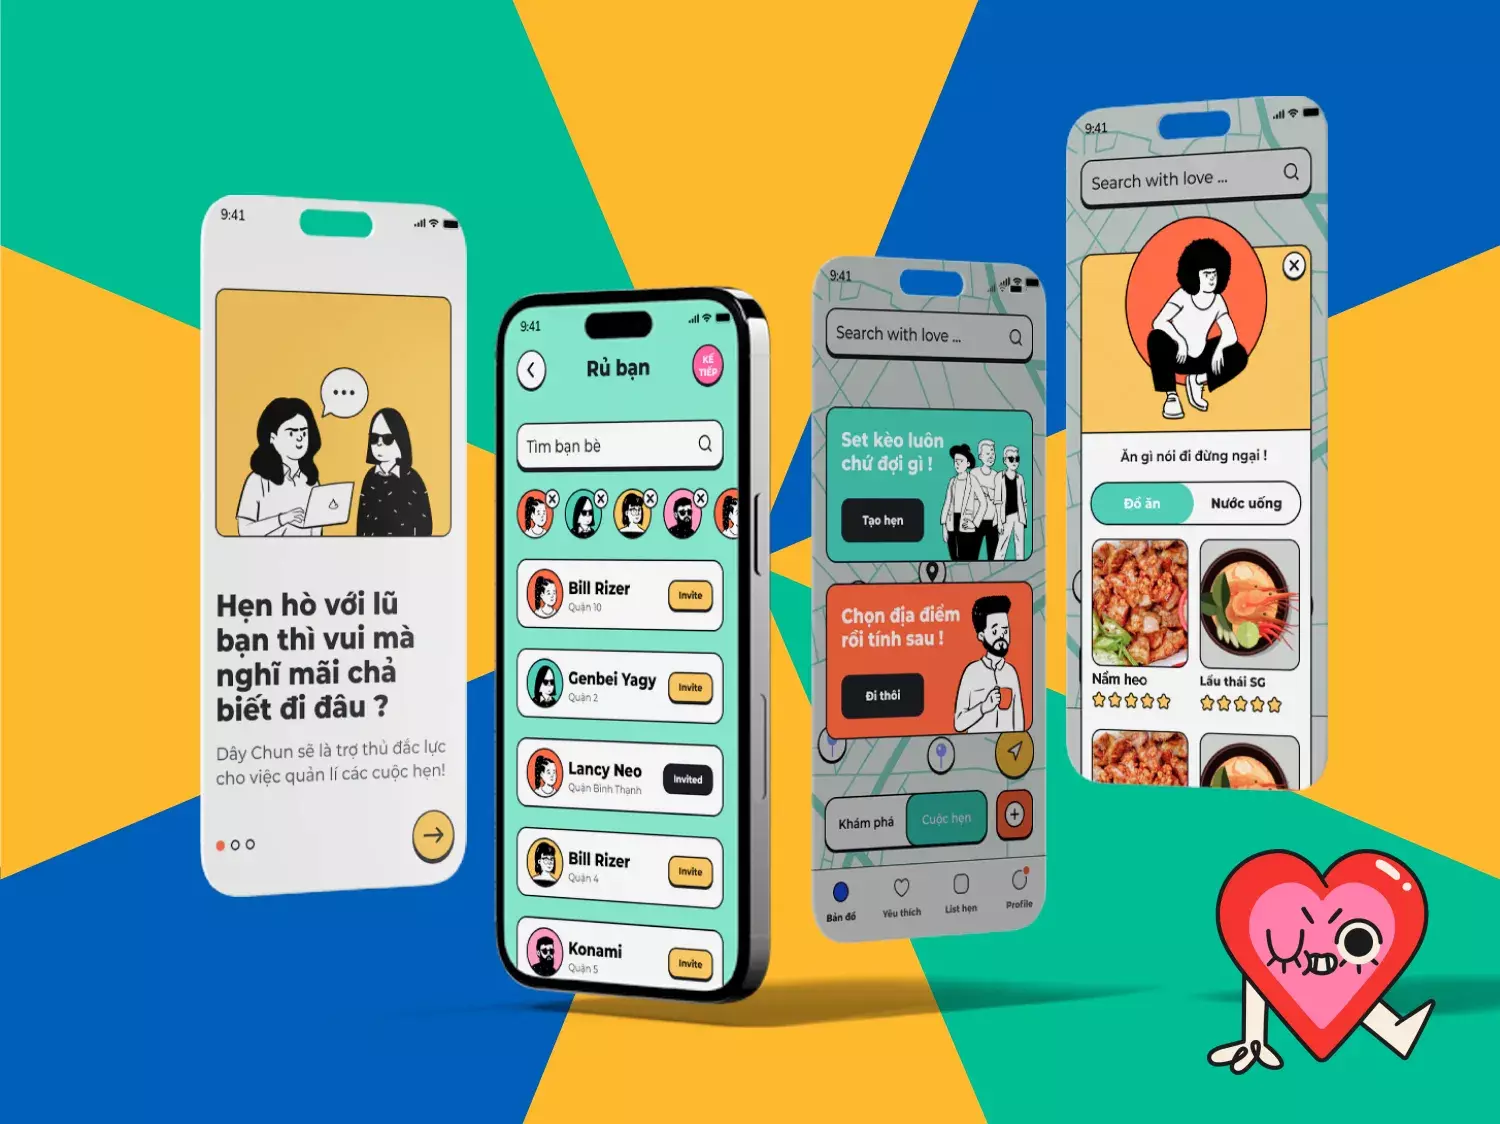 9:41
Hẹn hò với lũ
bạn thì vui mà
nghĩ mãi chả
biết đi đâu ?
Dây Chun sẽ là trợ thủ đắc lực
cho việc quản lí các cuộc hẹn!
9:41
Rủ bạn
KẾ
TIẾP
Tìm bạn bè
Bill Rizer
Quận 10
Invite
Genbei Yagy
Quận 2
Invite
Lancy Neo
Quận Bình Thạnh
Invited
Bill Rizer
Quận 4
Invite
Konami
Quận 5
Invite
9:41
Search with love ...
Set kèo luôn
chứ đợi gì !
Tạo hẹn
Chọn địa điểm
rồi tính sau !
Đi thôi
Khám phá
Cuộc hẹn
Bản đồ
Yêu thích
List hẹn
Profile
9:41
Search with love ...
Ăn gì nói đi đừng ngại !
Đồ ăn
Nước uống
Nầm heo
Lẩu thái SG